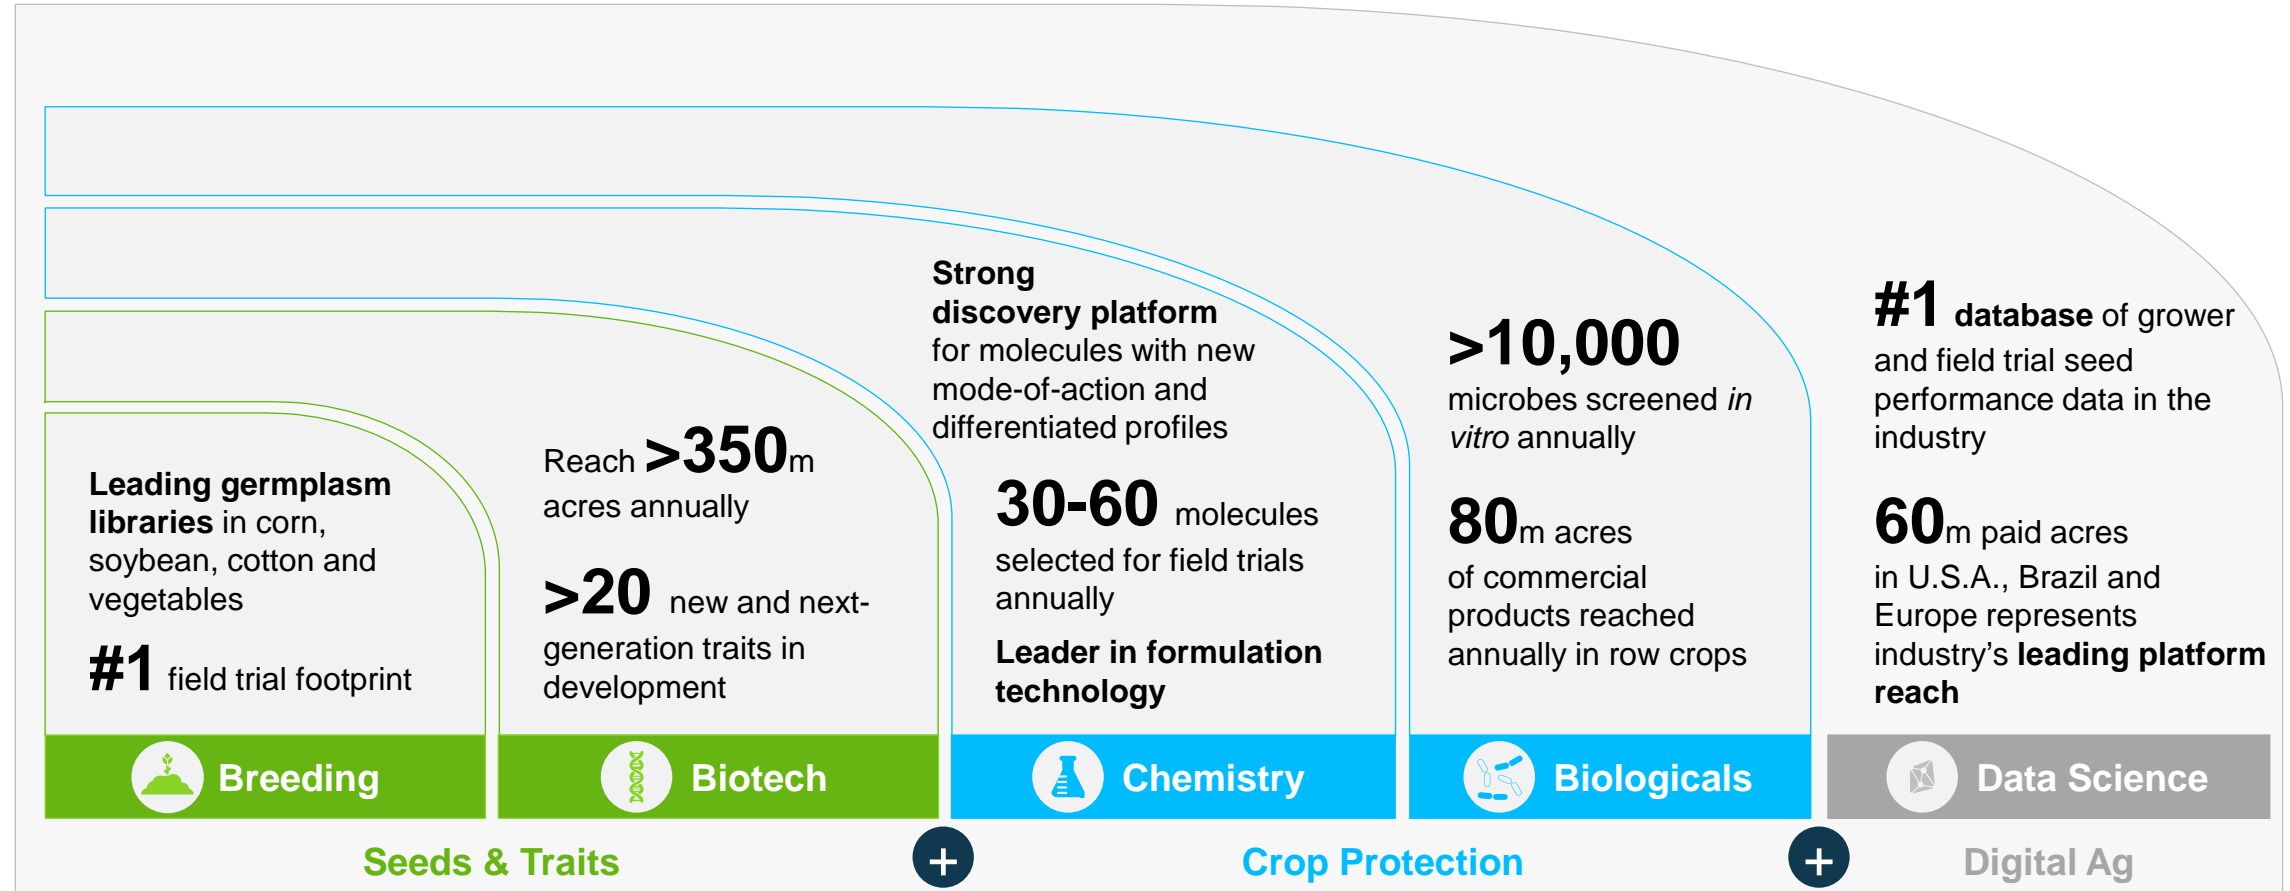 Leading germplasm
libraries in corn,
soybean, cotton and
vegetables
#1 field trial footprint
Breeding
Reach >350m
acres annually
>20 new and next-
generation traits in
development
Biotech
Seeds & Traits
+
Strong
discovery platform
for molecules with new
mode-of-action and
differentiated profiles
30-60 molecules
selected for field trials
annually
Leader in formulation
technology
Chemistry
>10,000
microbes screened in
vitro annually
80m acres
of commercial
products reached
annually in row crops
Biologicals
Crop Protection
+
#1 database of grower
and field trial seed
performance data in the
industry
60m paid acres
in U.S.A., Brazil and
Europe represents
industry’s leading platform
reach
Data Science
Digital Ag